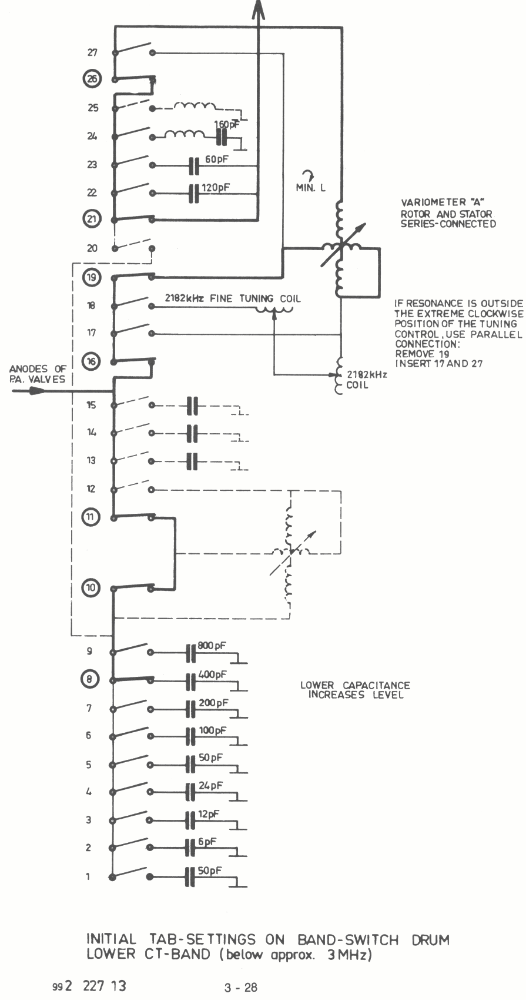 27
26
25
24
160pF
23
60pF
22
120pF
MIN. L
21
VARIOMETER "A"
ROTOR AND STATOR
SERIES-CONNECTED
20
19
18
2182kHz FINE TUNING COIL
17
IF RESONANCE IS OUTSIDE
THE EXTREME CLOCKWISE
POSITION OF THE TUNING
CONTROL, USE PARALLEL
CONNECTION:
REMOVE 19
INSERT 17 AND 27
16
ANODES OF
P.A. VALVES
2182kHz
COIL
15
14
13
12
11
10
9
800pF
8
400pF
LOWER CAPACITANCE
INCREASES LEVEL
7
200pF
6
100pF
5
50pF
4
24pF
3
12pF
2
6pF
1
50pF
INITIAL TAB-SETTINGS ON BAND-SWITCH DRUM
LOWER CT-BAND (below approx. 3MHz)
992 227 13
3 - 28